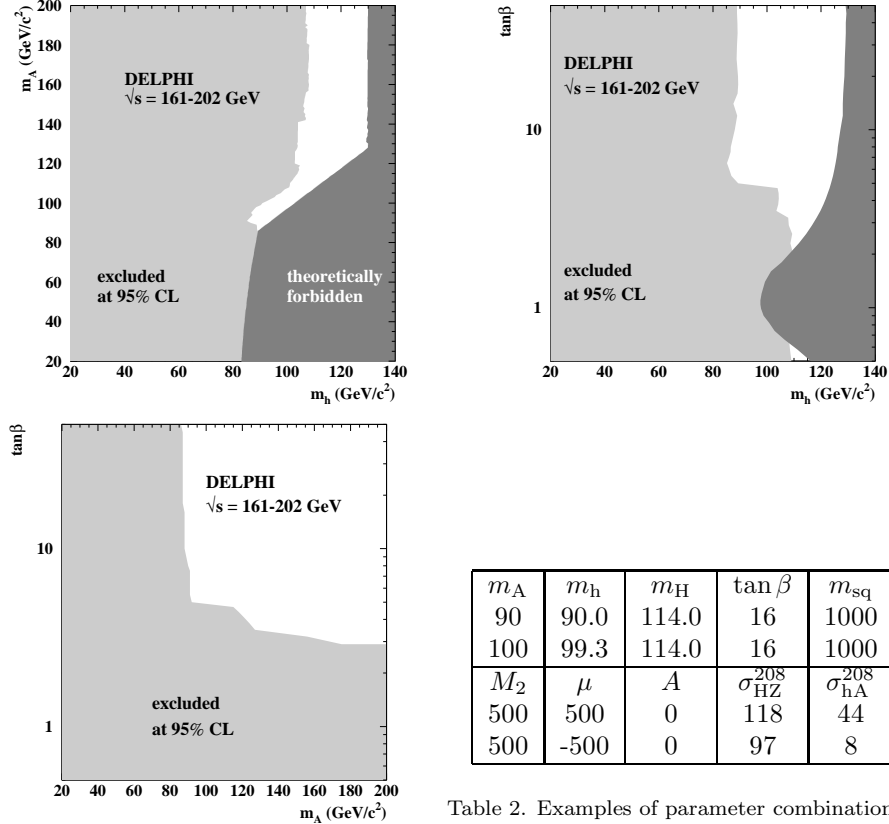 m_A (GeV/c²)
200
180
160
140
120
100
80
60
40
20
DELPHI
√s = 161-202 GeV
excluded
at 95% CL
theoretically
forbidden
20 40 60 80 100 120 140
m_h (GeV/c²)
tanβ
10
1
DELPHI
√s = 161-202 GeV
excluded
at 95% CL
20 40 60 80 100 120 140
m_h (GeV/c²)
tanβ
10
1
DELPHI
√s = 161-202 GeV
excluded
at 95% CL
20 40 60 80 100 120 140 160 180 200
m_A (GeV/c²)
m_A m_h m_H tan β m_sq
90 90.0 114.0 16 1000
100 99.3 114.0 16 1000
M_2 μ A σ_HZ^208 σ_hA^208
500 500 0 118 44
500 -500 0 97 8
Table 2. Examples of parameter combination